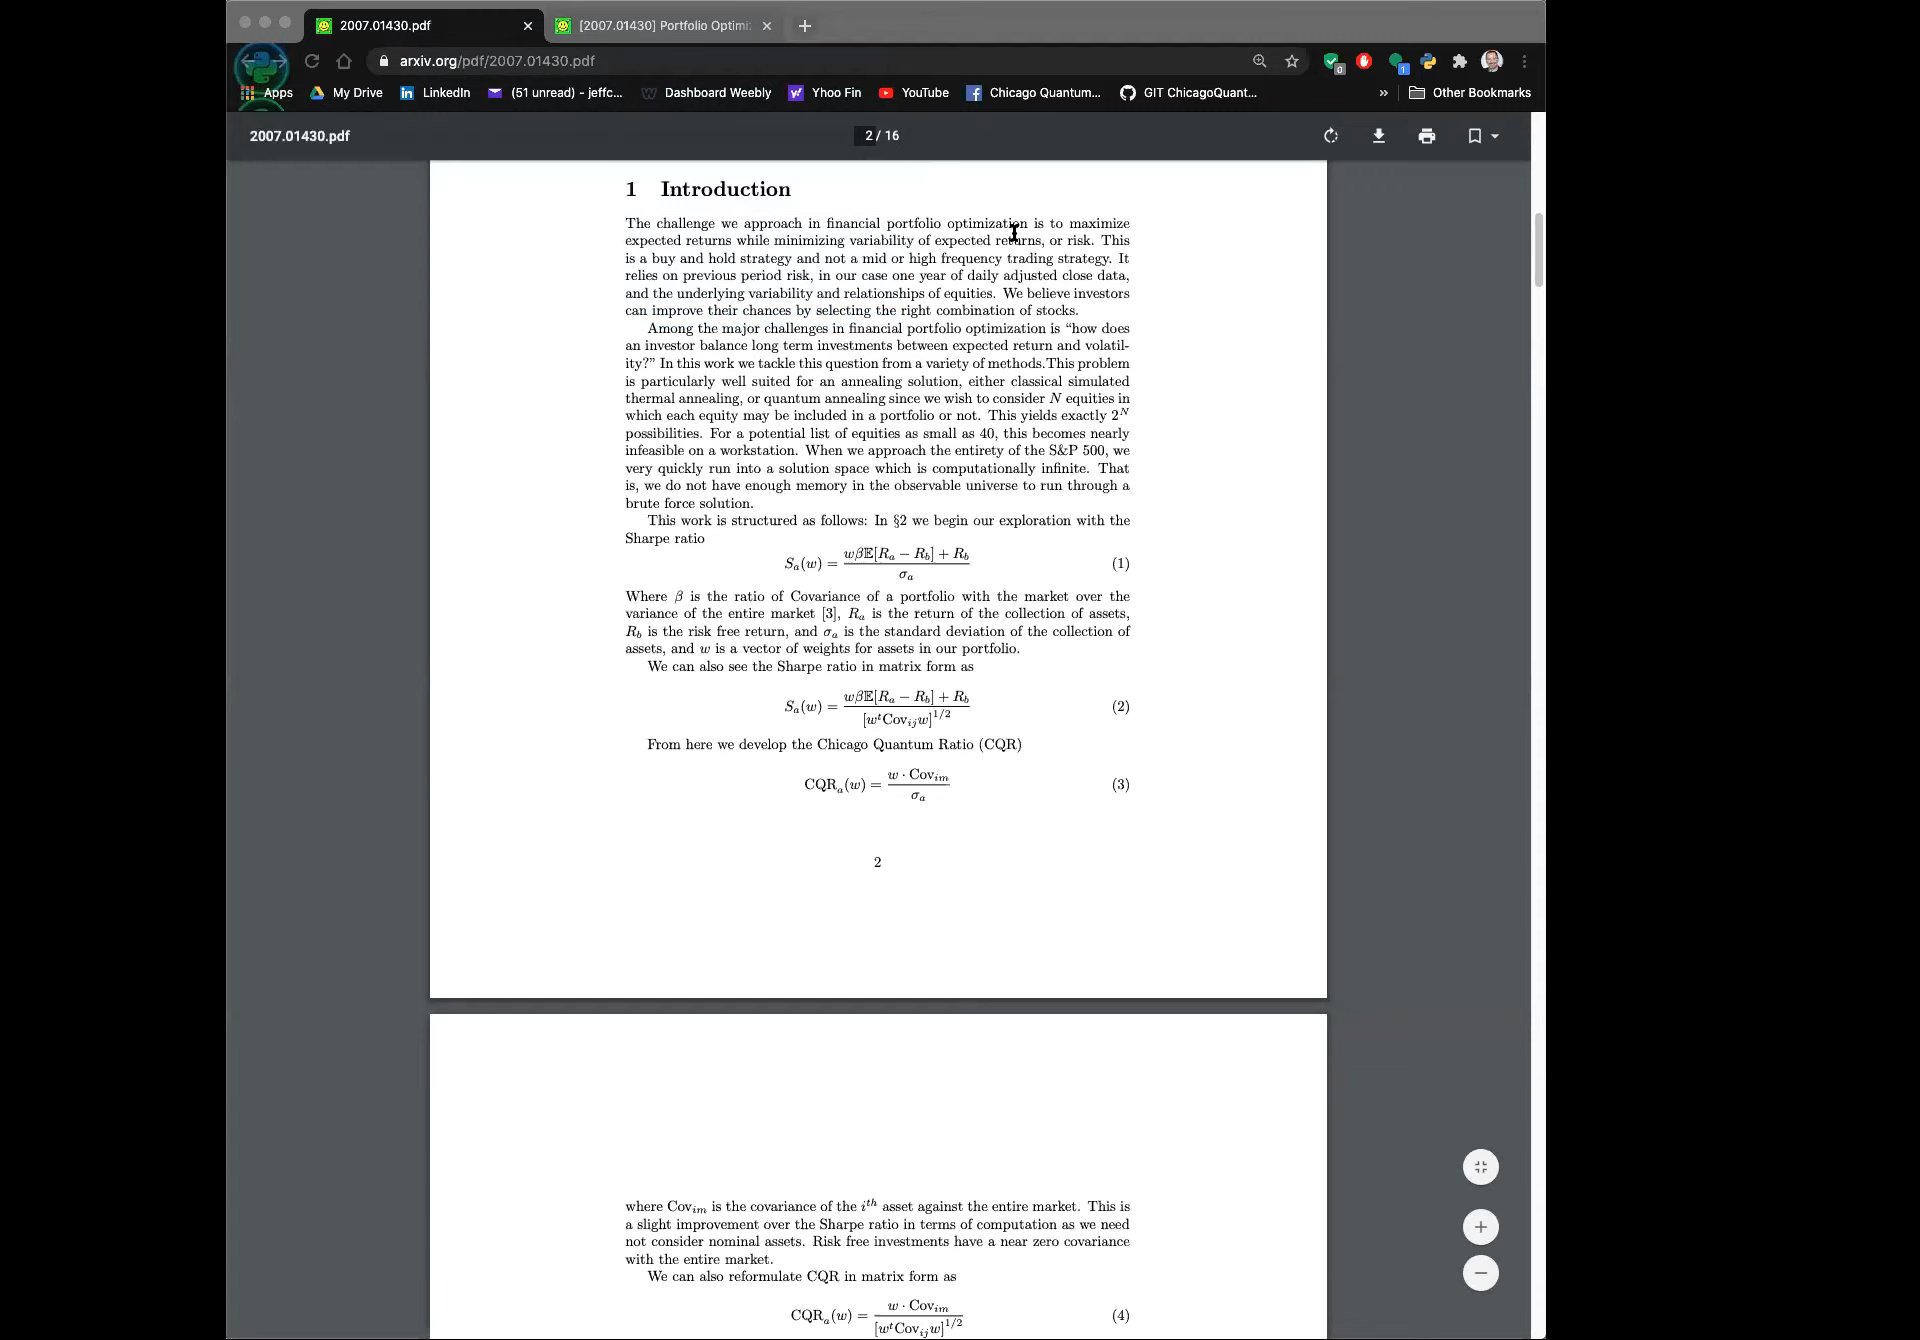 2007.01430.pdf
[2007.01430] Portfolio Optimi
arxiv.org/pdf/2007.01430.pdf
0
1
Apps My Drive LinkedIn (51 unread) - jeffc... Dashboard Weebly Yhoo Fin YouTube Chicago Quantum... GIT ChicagoQuant... » Other Bookmarks
2007.01430.pdf 2 / 16
1 Introduction
The challenge we approach in financial portfolio optimization is to maximize
expected returns while minimizing variability of expected returns, or risk. This
is a buy and hold strategy and not a mid or high frequency trading strategy. It
relies on previous period risk, in our case one year of daily adjusted close data,
and the underlying variability and relationships of equities. We believe investors
can improve their chances by selecting the right combination of stocks.
Among the major challenges in financial portfolio optimization is “how does
an investor balance long term investments between expected return and volatil-
ity?” In this work we tackle this question from a variety of methods.This problem
is particularly well suited for an annealing solution, either classical simulated
thermal annealing, or quantum annealing since we wish to consider N equities in
which each equity may be included in a portfolio or not. This yields exactly 2^N
possibilities. For a potential list of equities as small as 40, this becomes nearly
infeasible on a workstation. When we approach the entirety of the S&P 500, we
very quickly run into a solution space which is computationally infinite. That
is, we do not have enough memory in the observable universe to run through a
brute force solution.
This work is structured as follows: In §2 we begin our exploration with the
Sharpe ratio
S_a(w) = wβ𝔼[R_a − R_b] + R_b / σ_a (1)
Where β is the ratio of Covariance of a portfolio with the market over the
variance of the entire market [3], R_a is the return of the collection of assets,
R_b is the risk free return, and σ_a is the standard deviation of the collection of
assets, and w is a vector of weights for assets in our portfolio.
We can also see the Sharpe ratio in matrix form as
S_a(w) = wβ𝔼[R_a − R_b] + R_b / [w^t Cov_ij w]^1/2 (2)
From here we develop the Chicago Quantum Ratio (CQR)
CQR_a(w) = w · Cov_im / σ_a (3)
2
where Cov_im is the covariance of the i^th asset against the entire market. This is
a slight improvement over the Sharpe ratio in terms of computation as we need
not consider nominal assets. Risk free investments have a near zero covariance
with the entire market.
We can also reformulate CQR in matrix form as
CQR_a(w) = w · Cov_im / [w^t Cov_ij w]^1/2 (4)